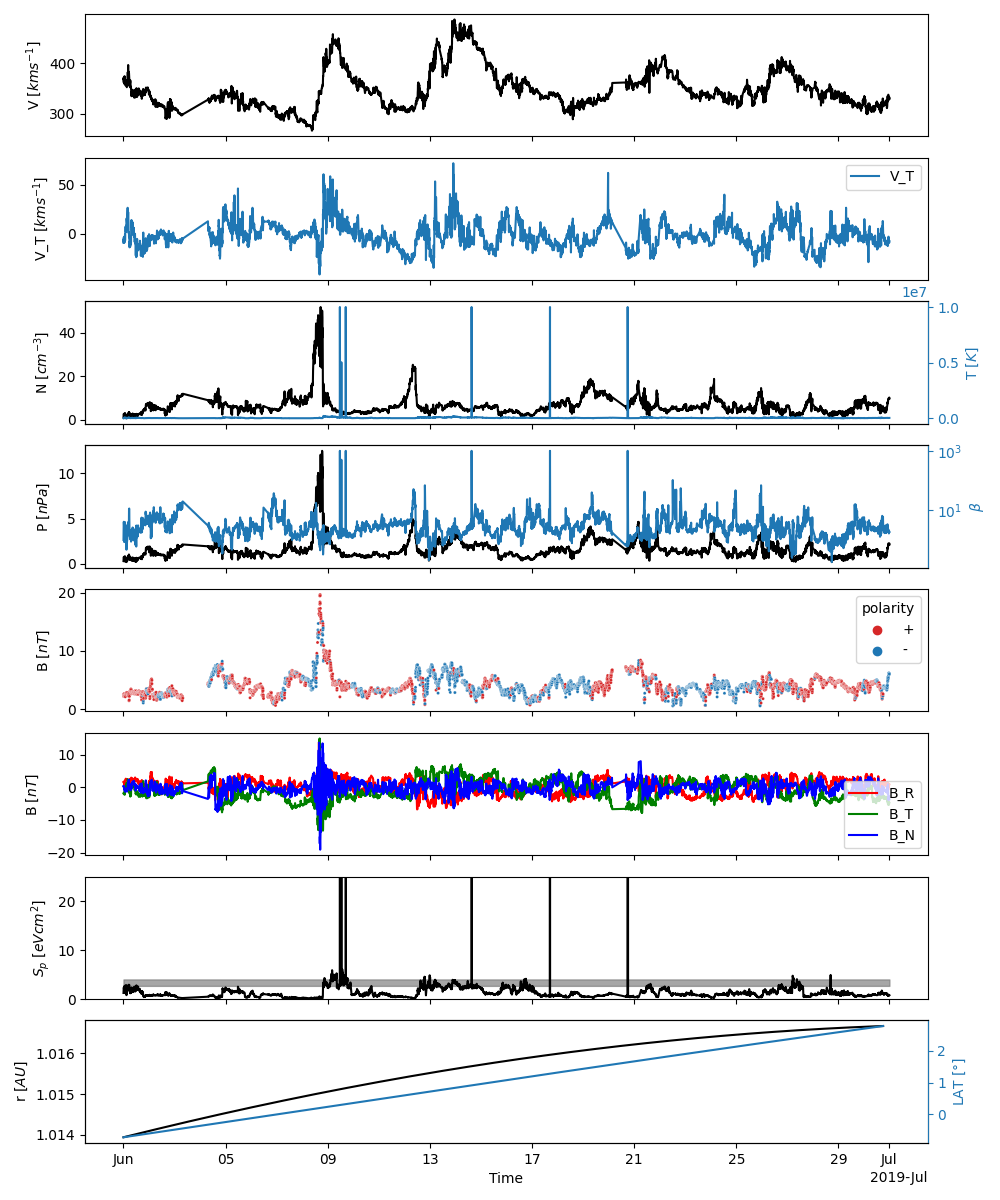 V [kms⁻¹]
400
300
V_T [kms⁻¹]
50
0
V_T
N [cm⁻³]
40
20
0
1e7
1.0
0.5
0.0
T [K]
P [nPa]
10
5
0
10³
10¹
β
B [nT]
20
10
0
polarity
+
-
B [nT]
10
0
−10
−20
B_R
B_T
B_N
Sₚ [eVcm²]
20
10
0
r [AU]
1.016
1.015
1.014
2
1
0
LAT [°]
Jun 05 09 13 17 21 25 29 Jul
Time
2019-Jul